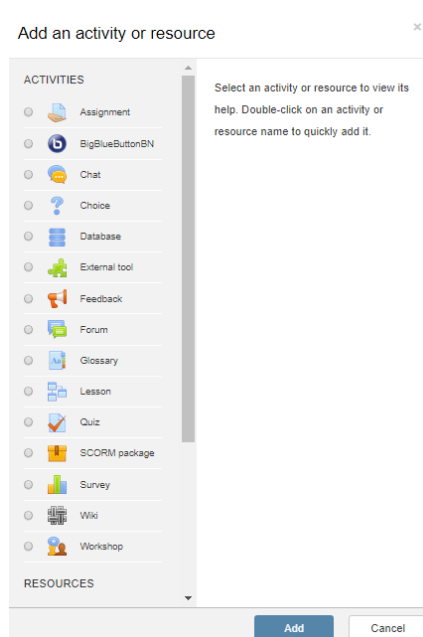 Add an activity or resource
×
ACTIVITIES
Assignment
BigBlueButtonBN
Chat
Choice
Database
External tool
Feedback
Forum
Glossary
Lesson
Quiz
SCORM package
Survey
Wiki
Workshop
RESOURCES
Select an activity or resource to view its
help. Double-click on an activity or
resource name to quickly add it.
Add
Cancel